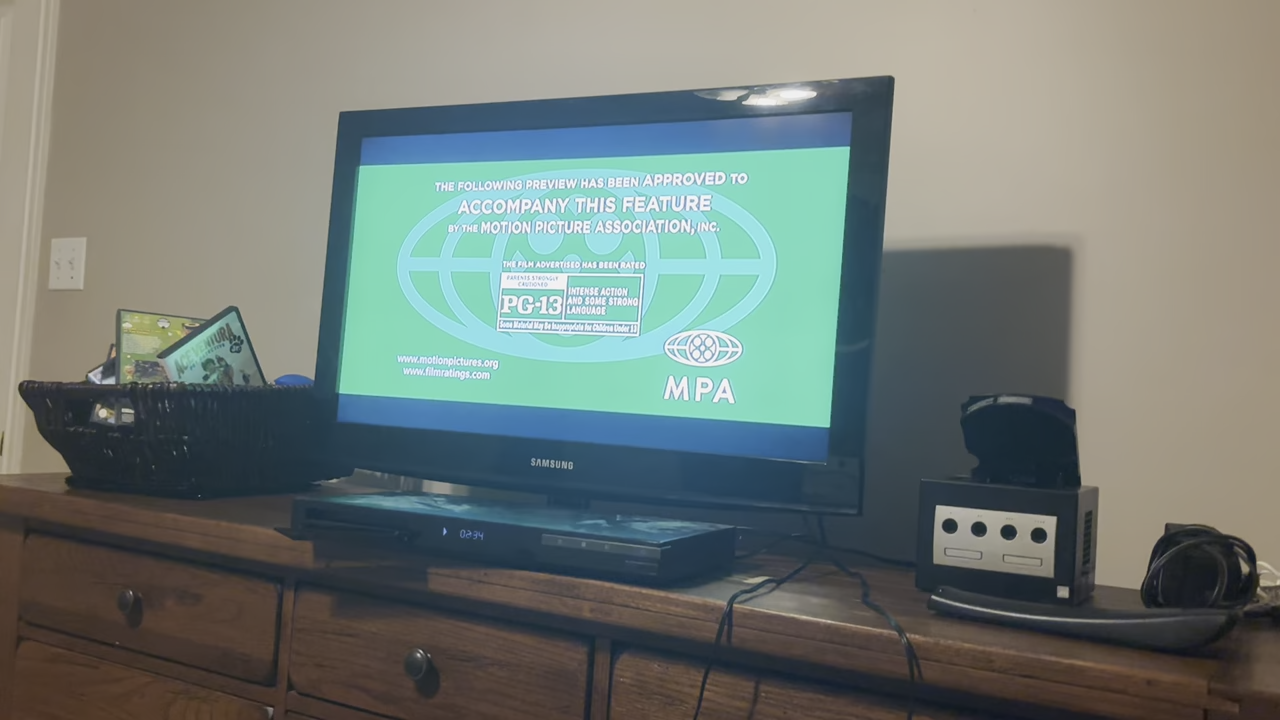 THE FOLLOWING PREVIEW HAS BEEN APPROVED TO
ACCOMPANY THIS FEATURE
BY THE MOTION PICTURE ASSOCIATION, INC.
THE FILM ADVERTISED HAS BEEN RATED
PARENTS STRONGLY CAUTIONED
PG-13
INTENSE ACTION
AND SOME STRONG
LANGUAGE
Some Material May Be Inappropriate for Children Under 13
www.motionpictures.org
www.filmratings.com
MPA
SAMSUNG
02:34
ACE VENTURA